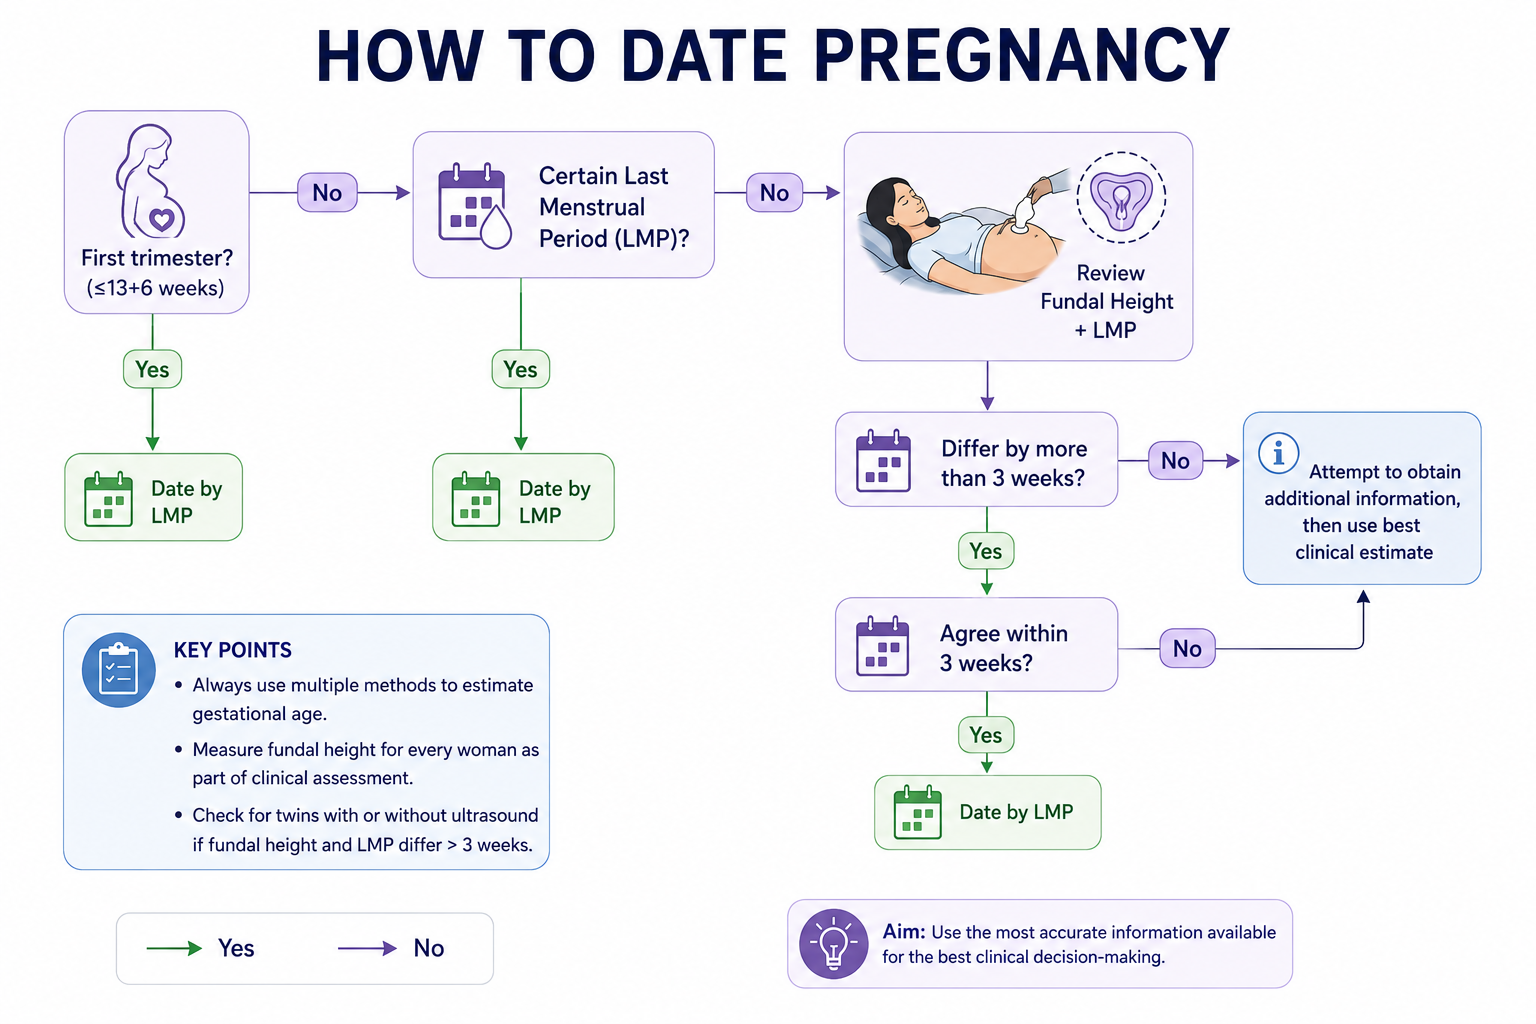 HOW TO DATE PREGNANCY
First trimester?
(≤13+6 weeks)
No
Certain Last
Menstrual
Period (LMP)?
No
Review
Fundal Height
+ LMP
Yes
Yes
Date by
LMP
Date by
LMP
Differ by more
than 3 weeks?
No
Attempt to obtain
additional information,
then use best
clinical estimate
Yes
Agree within
3 weeks?
No
Yes
Date by LMP
KEY POINTS
• Always use multiple methods to estimate
gestational age.
• Measure fundal height for every woman as
part of clinical assessment.
• Check for twins with or without ultrasound
if fundal height and LMP differ > 3 weeks.
Yes
No
Aim: Use the most accurate information available
for the best clinical decision-making.